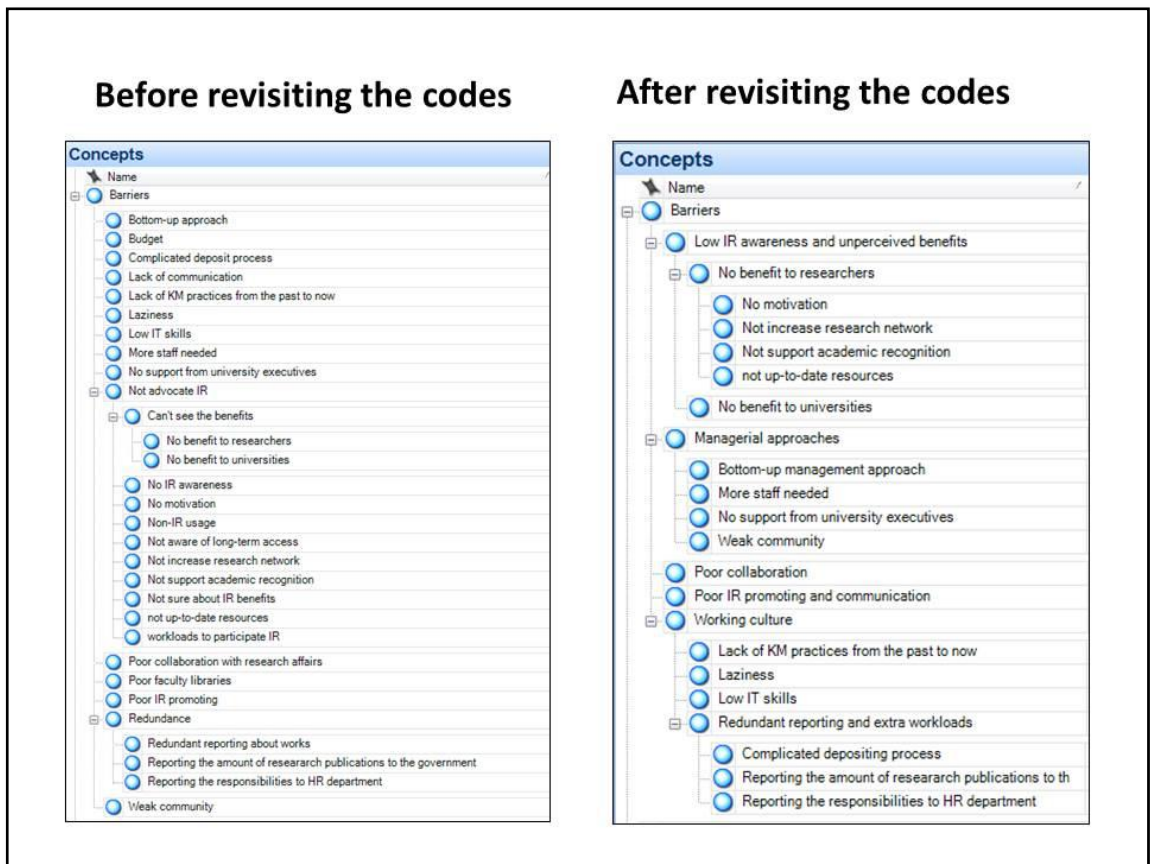 Before revisiting the codes
Concepts
Name
Barriers
Bottom-up approach
Budget
Complicated deposit process
Lack of communication
Lack of KM practices from the past to now
Laziness
Low IT skills
More staff needed
No support from university executives
Not advocate IR
Can't see the benefits
No benefit to researchers
No benefit to universities
No IR awareness
No motivation
Non-IR usage
Not aware of long-term access
Not increase research network
Not support academic recognition
Not sure about IR benefits
not up-to-date resources
workloads to participate IR
Poor collaboration with research affairs
Poor faculty libraries
Poor IR promoting
Redundance
Redundant reporting about works
Reporting the amount of researarch publications to the government
Reporting the responsibilities to HR department
Weak community
After revisiting the codes
Concepts
Name
Barriers
Low IR awareness and unperceived benefits
No benefit to researchers
No motivation
Not increase research network
Not support academic recognition
not up-to-date resources
No benefit to universities
Managerial approaches
Bottom-up management approach
More staff needed
No support from university executives
Weak community
Poor collaboration
Poor IR promoting and communication
Working culture
Lack of KM practices from the past to now
Laziness
Low IT skills
Redundant reporting and extra workloads
Complicated depositing process
Reporting the amount of researarch publications to th
Reporting the responsibilities to HR department